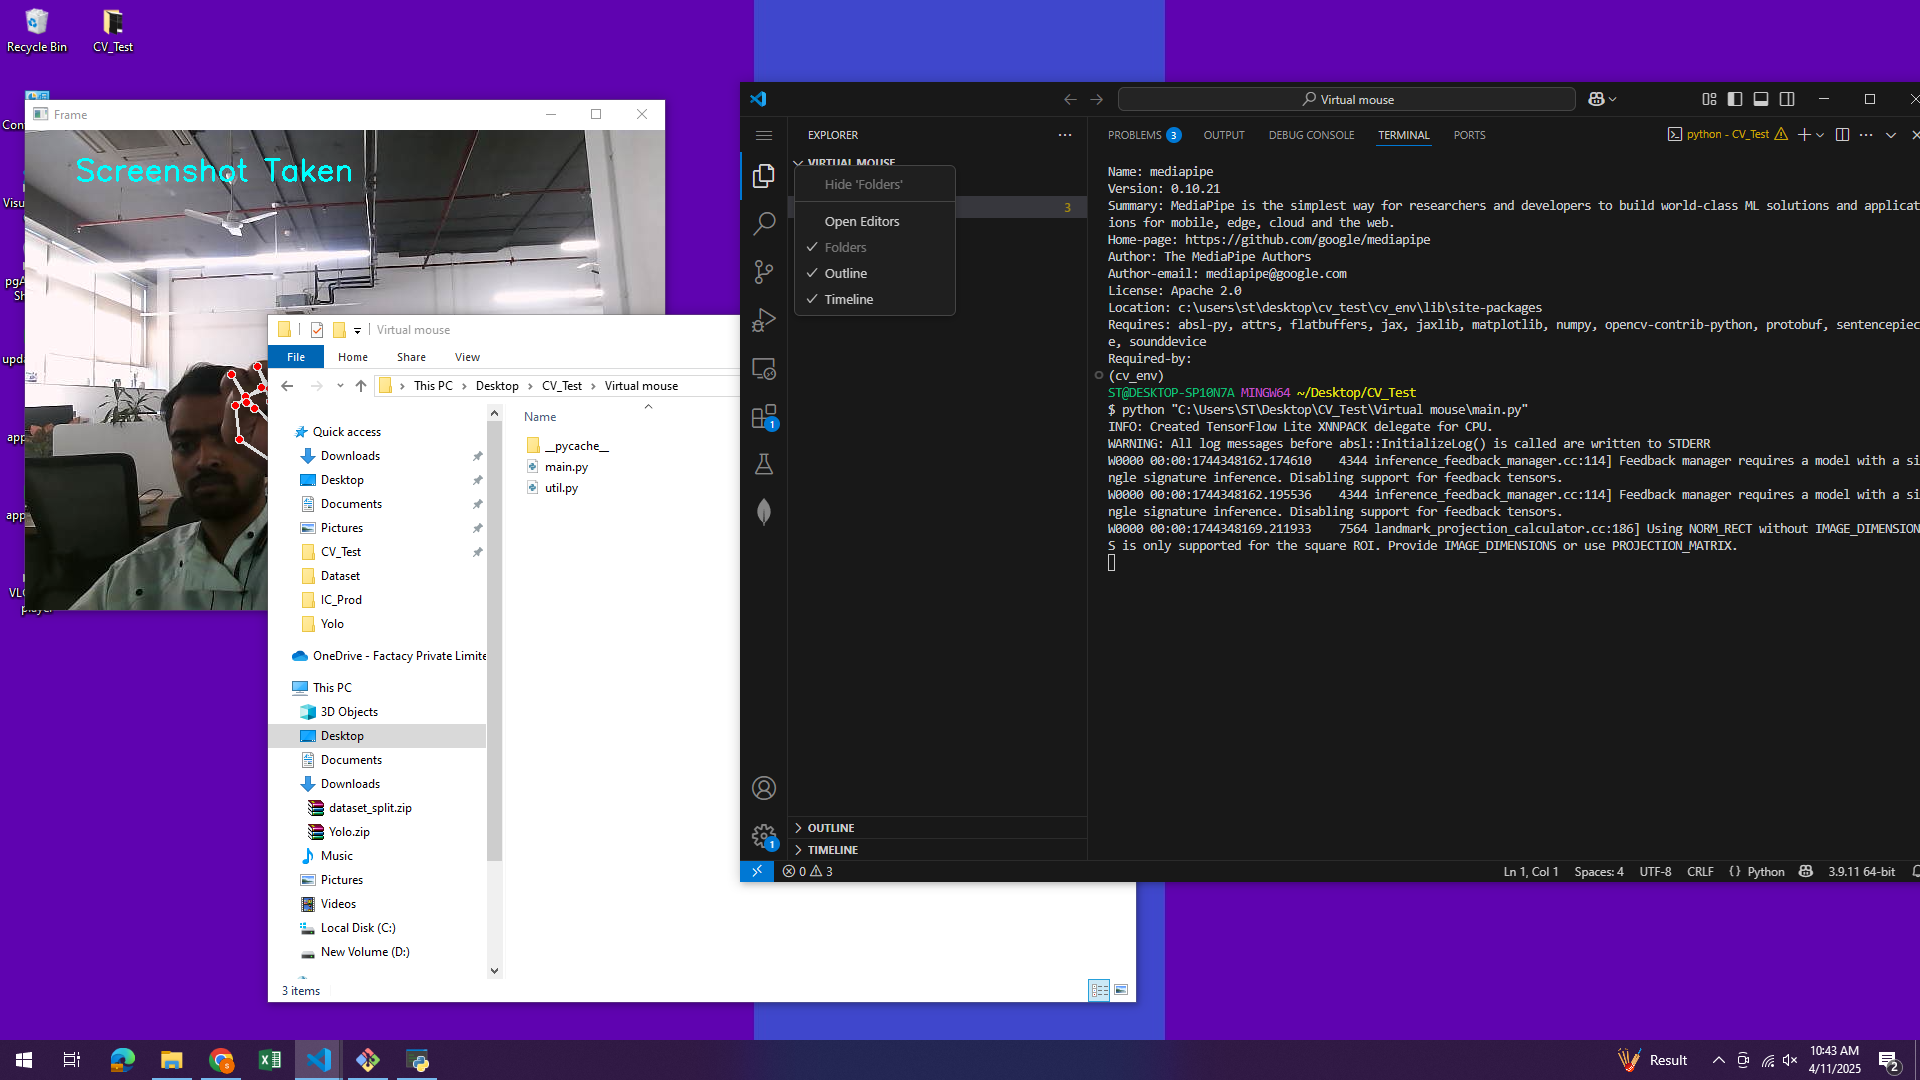 Recycle Bin
CV_Test
Frame
Screenshot Taken
Virtual mouse
File
Home
Share
View
This PC
Desktop
CV_Test
Virtual mouse
Quick access
Downloads
Desktop
Documents
Pictures
CV_Test
Dataset
IC_Prod
Yolo
OneDrive - Factacy Private Limite
This PC
3D Objects
Desktop
Documents
Downloads
dataset_split.zip
Yolo.zip
Music
Pictures
Videos
Local Disk (C:)
New Volume (D:)
Name
__pycache__
main.py
util.py
3 items
Virtual mouse
EXPLORER
VIRTUAL MOUSE
3
Hide 'Folders'
Open Editors
Folders
Outline
Timeline
1
1
OUTLINE
TIMELINE
PROBLEMS 3
OUTPUT
DEBUG CONSOLE
TERMINAL
PORTS
python - CV_Test
Name: mediapipe
Version: 0.10.21
Summary: MediaPipe is the simplest way for researchers and developers to build world-class ML solutions and applicat
ions for mobile, edge, cloud and the web.
Home-page: https://github.com/google/mediapipe
Author: The MediaPipe Authors
Author-email: mediapipe@google.com
License: Apache 2.0
Location: c:\users\st\desktop\cv_test\cv_env\lib\site-packages
Requires: absl-py, attrs, flatbuffers, jax, jaxlib, matplotlib, numpy, opencv-contrib-python, protobuf, sentencepiec
e, sounddevice
Required-by:
(cv_env)
ST@DESKTOP-SP10N7A MINGW64 ~/Desktop/CV_Test
$ python "C:\Users\ST\Desktop\CV_Test\Virtual mouse\main.py"
INFO: Created TensorFlow Lite XNNPACK delegate for CPU.
WARNING: All log messages before absl::InitializeLog() is called are written to STDERR
W0000 00:00:1744348162.174610    4344 inference_feedback_manager.cc:114] Feedback manager requires a model with a si
ngle signature inference. Disabling support for feedback tensors.
W0000 00:00:1744348162.195536    4344 inference_feedback_manager.cc:114] Feedback manager requires a model with a si
ngle signature inference. Disabling support for feedback tensors.
W0000 00:00:1744348169.211933    7564 landmark_projection_calculator.cc:186] Using NORM_RECT without IMAGE_DIMENSION
S is only supported for the square ROI. Provide IMAGE_DIMENSIONS or use PROJECTION_MATRIX.
0
3
Ln 1, Col 1
Spaces: 4
UTF-8
CRLF
{ } Python
3.9.11 64-bit
Result
10:43 AM
4/11/2025
2